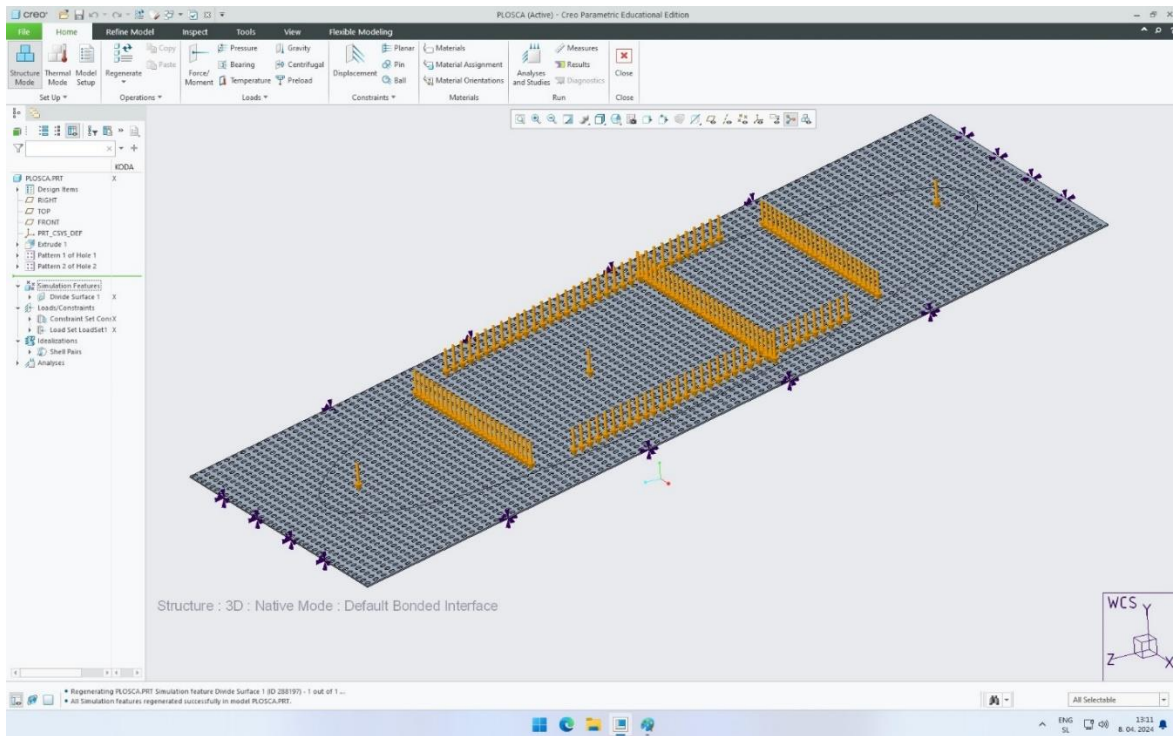 creo
PLOSCA (Active) - Creo Parametric Educational Edition
File Home Refine Model Inspect Tools View Flexible Modeling
Structure Mode
Thermal Mode
Model Setup
Regenerate
Copy
Paste
Force/Moment
Pressure
Bearing
Temperature
Gravity
Centrifugal
Preload
Displacement
Planar
Pin
Ball
Materials
Material Assignment
Material Orientations
Analyses and Studies
Measures
Results
Diagnostics
Close
Set Up Operations Loads Constraints Materials Run Close
KODA
PLOSCA.PRT X
Design Items
RIGHT
TOP
FRONT
PRT_CSYS_DEF
Extrude 1
Pattern 1 of Hole 1
Pattern 2 of Hole 2
Simulation Features
Divide Surface 1 X
Loads/Constraints
Constraint Set Con X
Load Set LoadSet1 X
Idealizations
Shell Pairs
Analyses
Structure : 3D : Native Mode : Default Bonded Interface
WCS
Y
Z
X
• Regenerating PLOSCA.PRT Simulation feature Divide Surface 1 (ID 288197) - 1 out of 1 ...
• All Simulation features regenerated successfully in model PLOSCA.PRT.
All Selectable
ENG
SL
13:11
8. 04. 2024